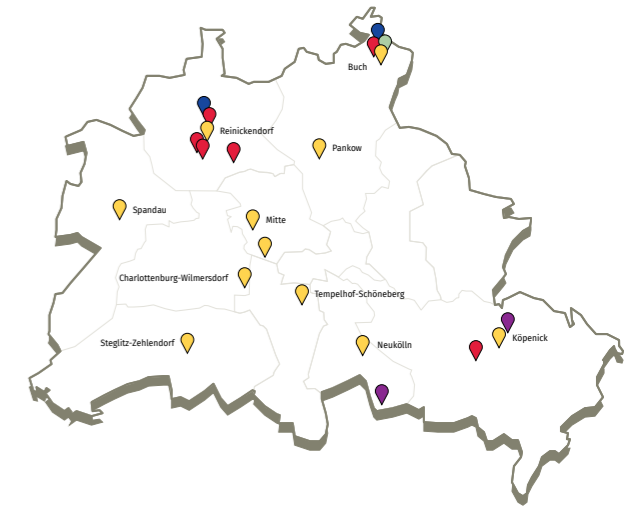 Buch
Reinickendorf
Pankow
Spandau
Mitte
Charlottenburg-Wilmersdorf
Tempelhof-Schöneberg
Steglitz-Zehlendorf
Neukölln
Köpenick